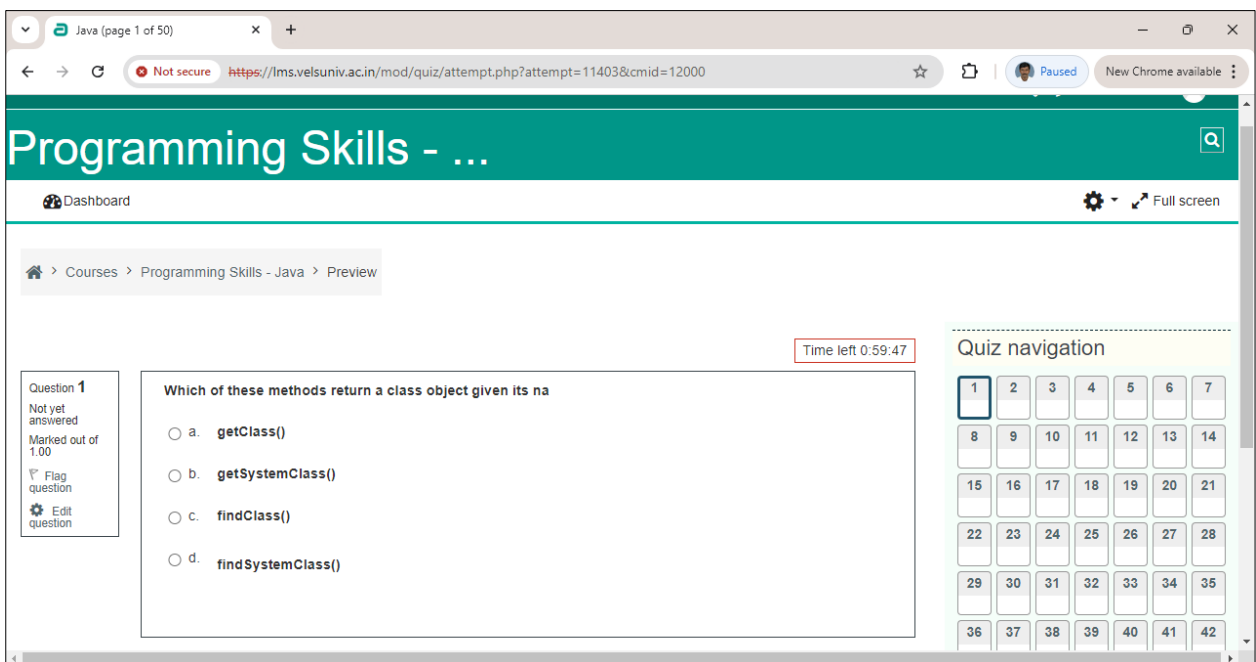 Java (page 1 of 50)
Not secure https://lms.velsuniv.ac.in/mod/quiz/attempt.php?attempt=11403&cmid=12000 Paused New Chrome available
Programming Skills - ...
Dashboard Full screen
Courses > Programming Skills - Java > Preview
Time left 0:59:47
Question 1
Not yet
answered
Marked out of
1.00
Flag
question
Edit
question
Which of these methods return a class object given its na
a. getClass()
b. getSystemClass()
c. findClass()
d. findSystemClass()
Quiz navigation
1 2 3 4 5 6 7
8 9 10 11 12 13 14
15 16 17 18 19 20 21
22 23 24 25 26 27 28
29 30 31 32 33 34 35
36 37 38 39 40 41 42